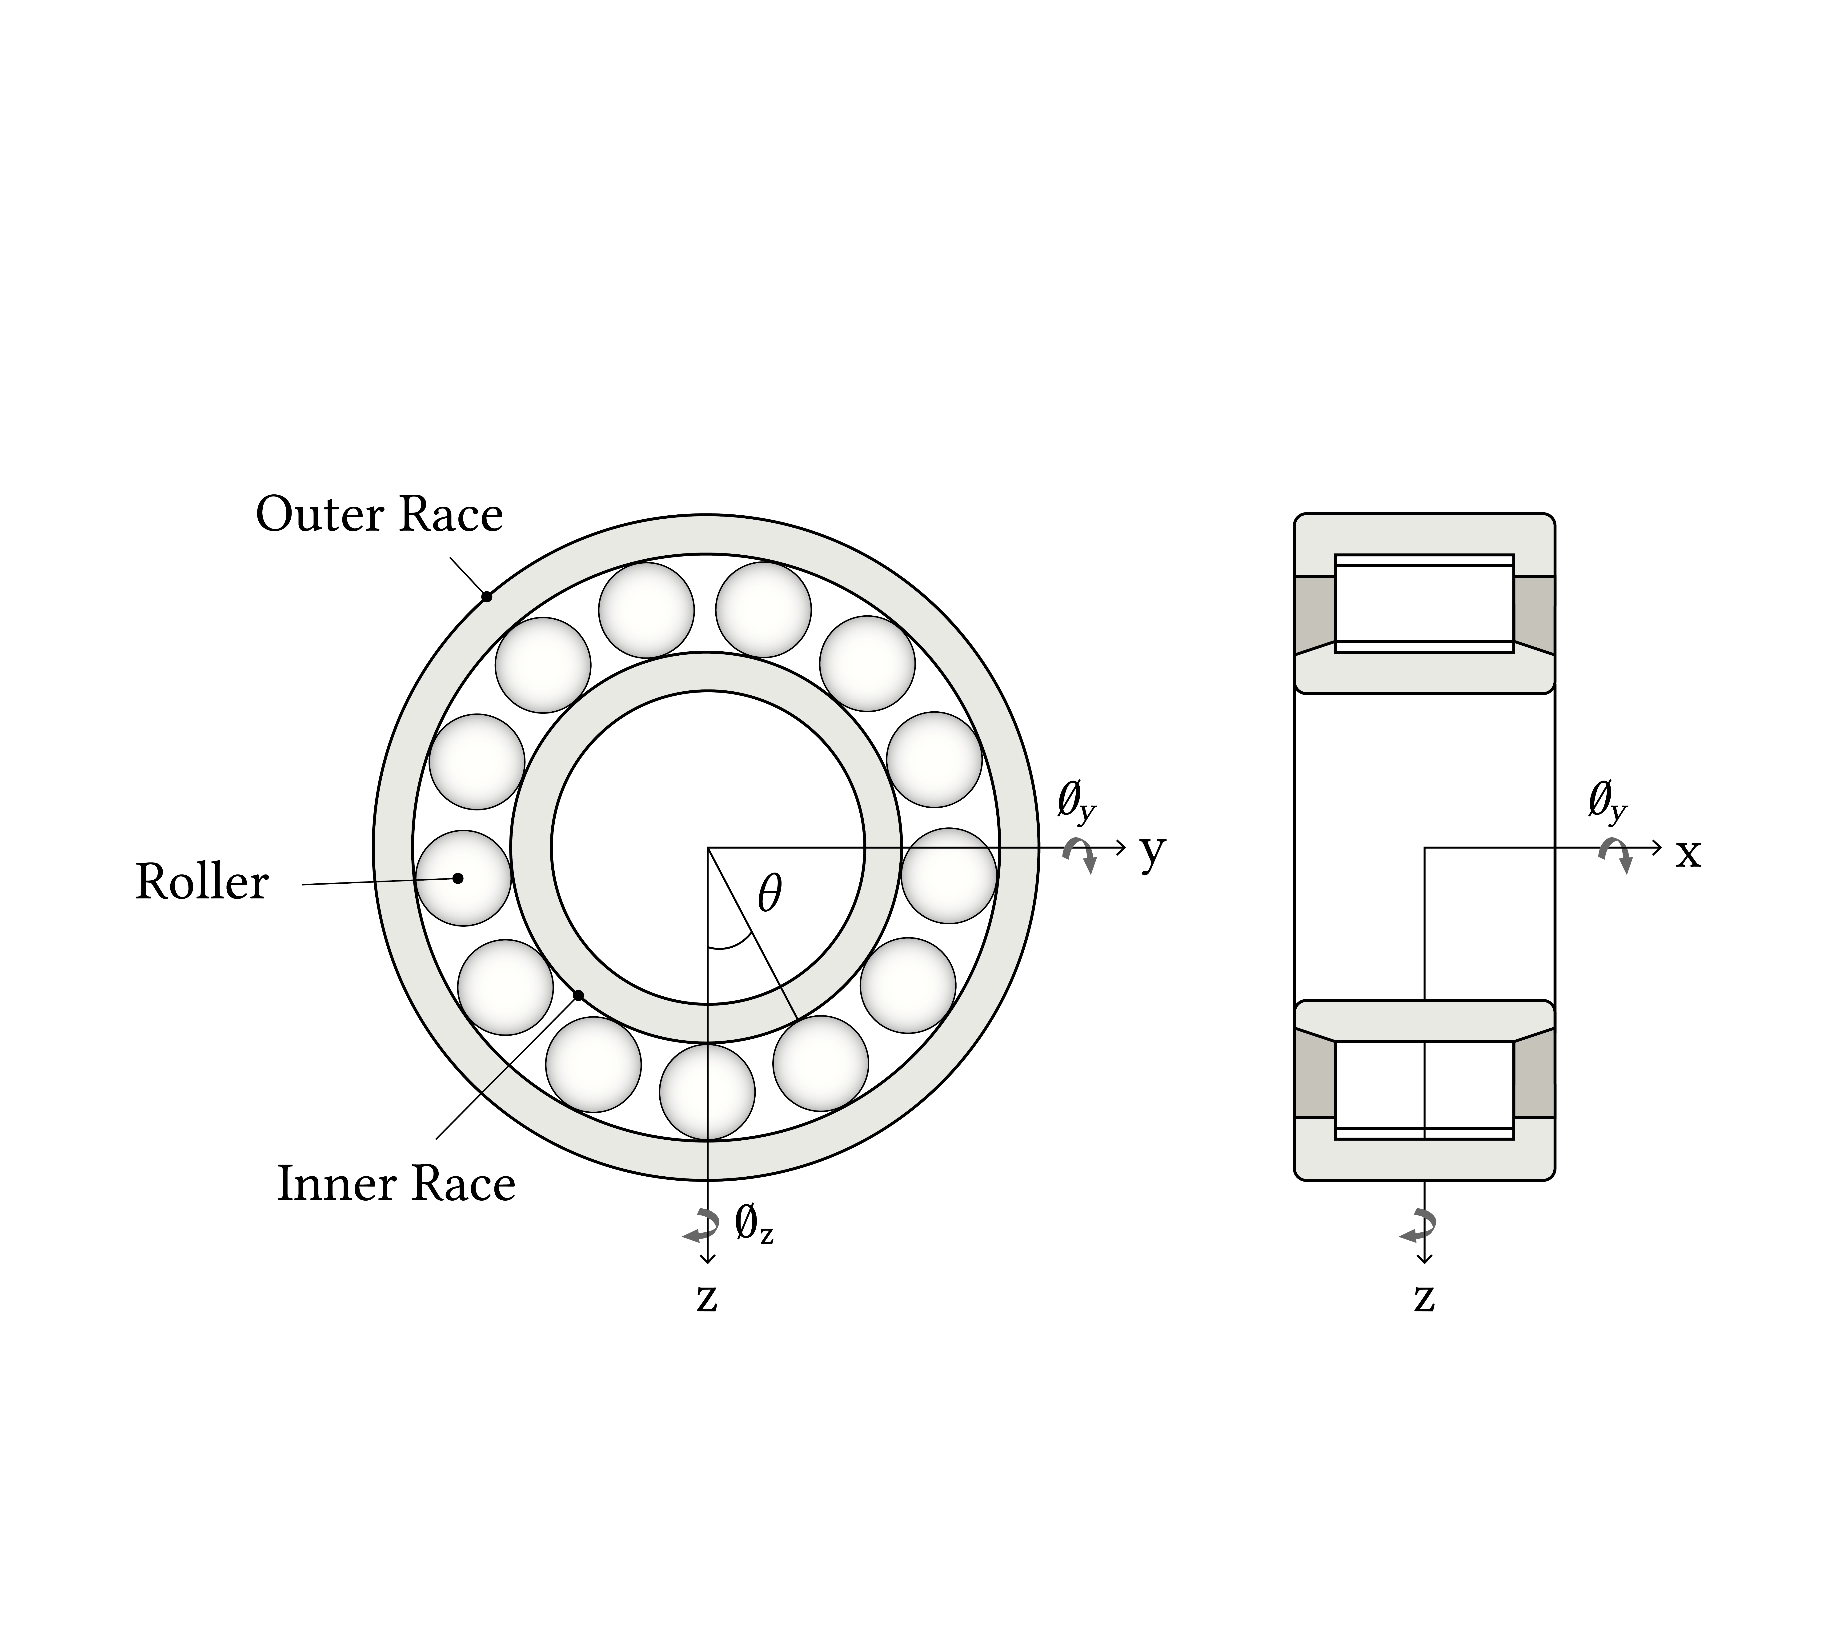 Outer Race
Roller
Inner Race
θ
Øy
y
Øz
z
Øy
x
z